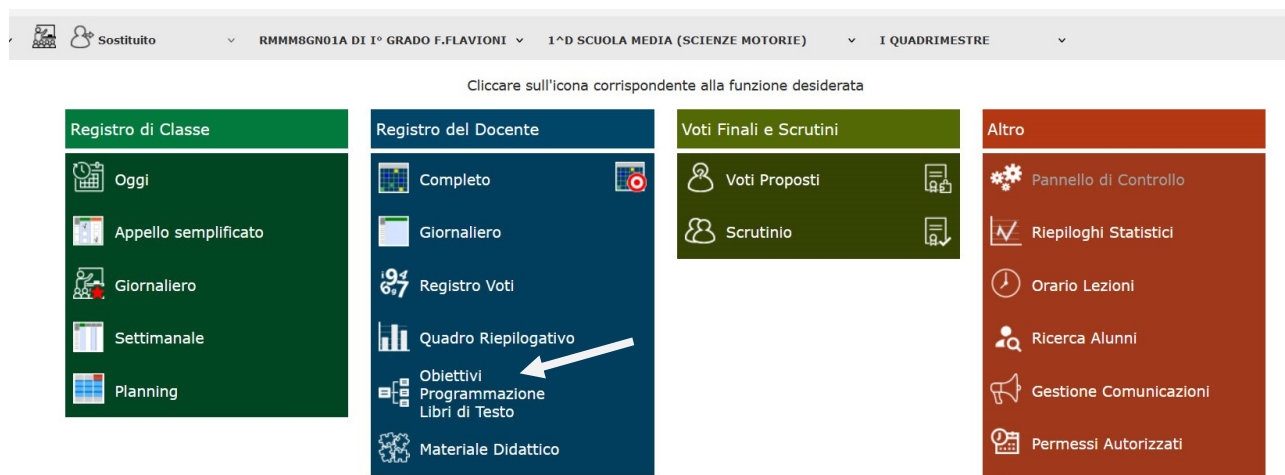 Sostituito
RMMM8GN01A DI I° GRADO F.FLAVIONI
1^D SCUOLA MEDIA (SCIENZE MOTORIE)
I QUADRIMESTRE
Cliccare sull'icona corrispondente alla funzione desiderata
Registro di Classe
Oggi
Appello semplificato
Giornaliero
Settimanale
Planning
Registro del Docente
Completo
Giornaliero
Registro Voti
Quadro Riepilogativo
Obiettivi
Programmazione
Libri di Testo
Materiale Didattico
Voti Finali e Scrutini
Voti Proposti
Scrutinio
Altro
Pannello di Controllo
Riepiloghi Statistici
Orario Lezioni
Ricerca Alunni
Gestione Comunicazioni
Permessi Autorizzati